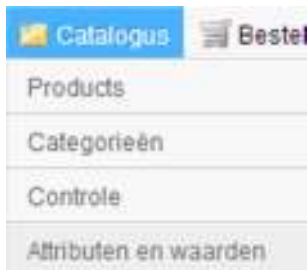 Catalogus
Products
Categorieën
Controle
Attributen en waarden